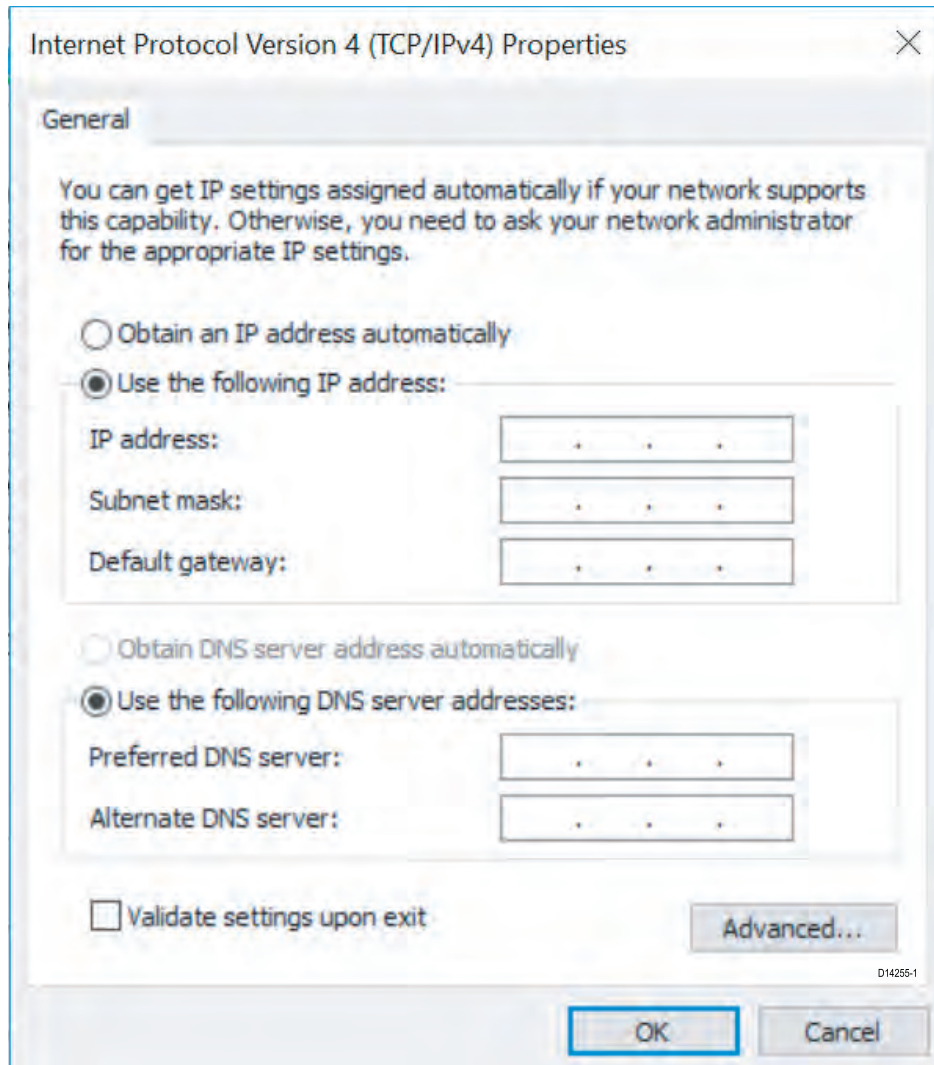 Internet Protocol Version 4 (TCP/IPv4) Properties
General
You can get IP settings assigned automatically if your network supports
this capability. Otherwise, you need to ask your network administrator
for the appropriate IP settings.
Obtain an IP address automatically
Use the following IP address:
IP address: . . .
Subnet mask: . . .
Default gateway: . . .
Obtain DNS server address automatically
Use the following DNS server addresses:
Preferred DNS server: . . .
Alternate DNS server: . . .
Validate settings upon exit
Advanced...
D14255-1
OK Cancel